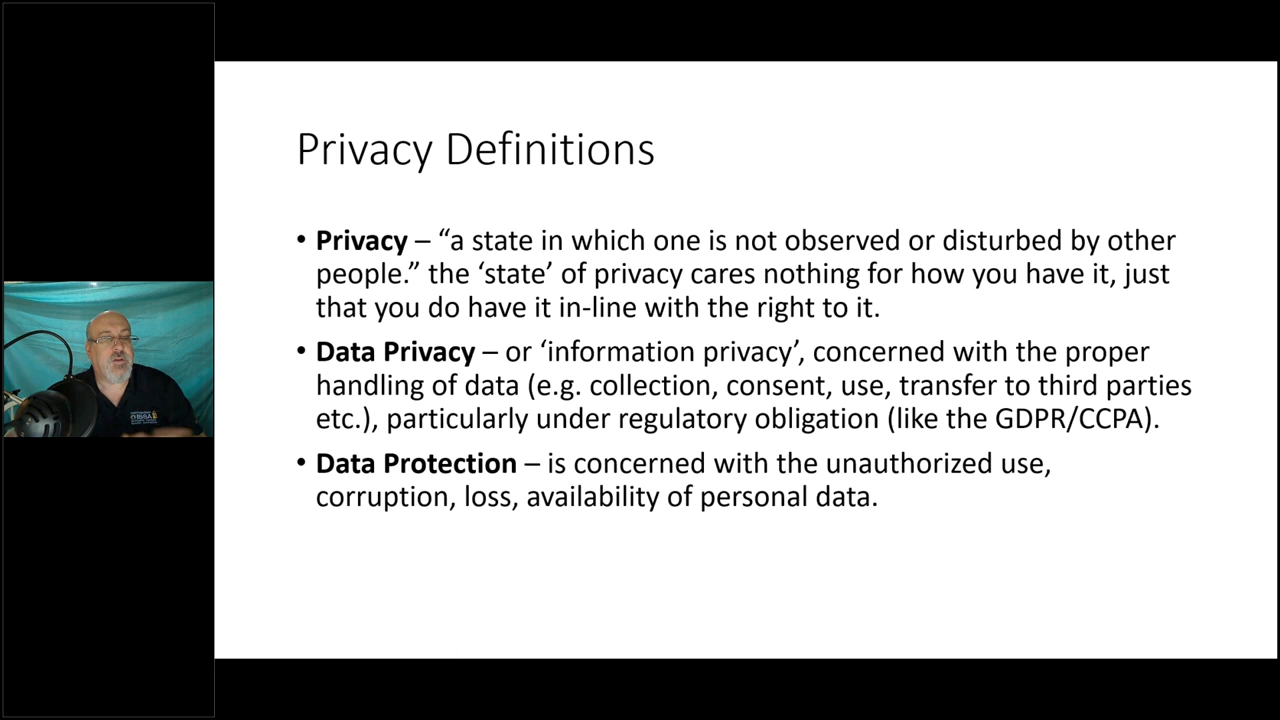 Privacy Definitions
• Privacy – “a state in which one is not observed or disturbed by other
people.” the ‘state’ of privacy cares nothing for how you have it, just
that you do have it in-line with the right to it.
• Data Privacy – or ‘information privacy’, concerned with the proper
handling of data (e.g. collection, consent, use, transfer to third parties
etc.), particularly under regulatory obligation (like the GDPR/CCPA).
• Data Protection – is concerned with the unauthorized use,
corruption, loss, availability of personal data.